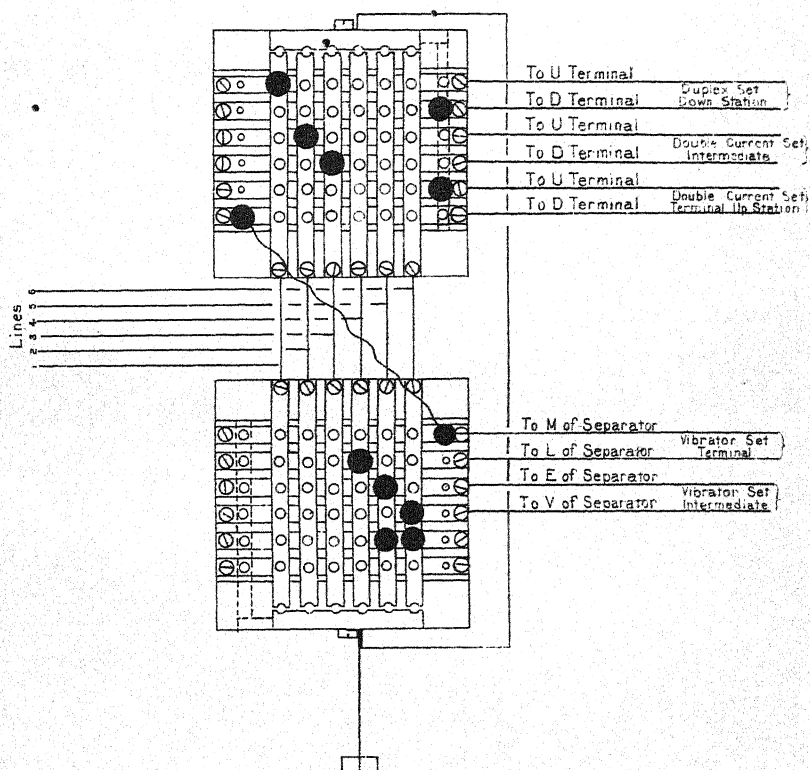 To U Terminal
To D Terminal
Duplex Set
Down Station
To U Terminal
To D Terminal
Double Current Set
Intermediate
To U Terminal
To D Terminal
Double Current Set
Terminal Up Station
Lines
6
5
4
3
2
1
To M of Separator
To L of Separator
Vibrator Set
Terminal
To E of Separator
To V of Separator
Vibrator Set
Intermediate